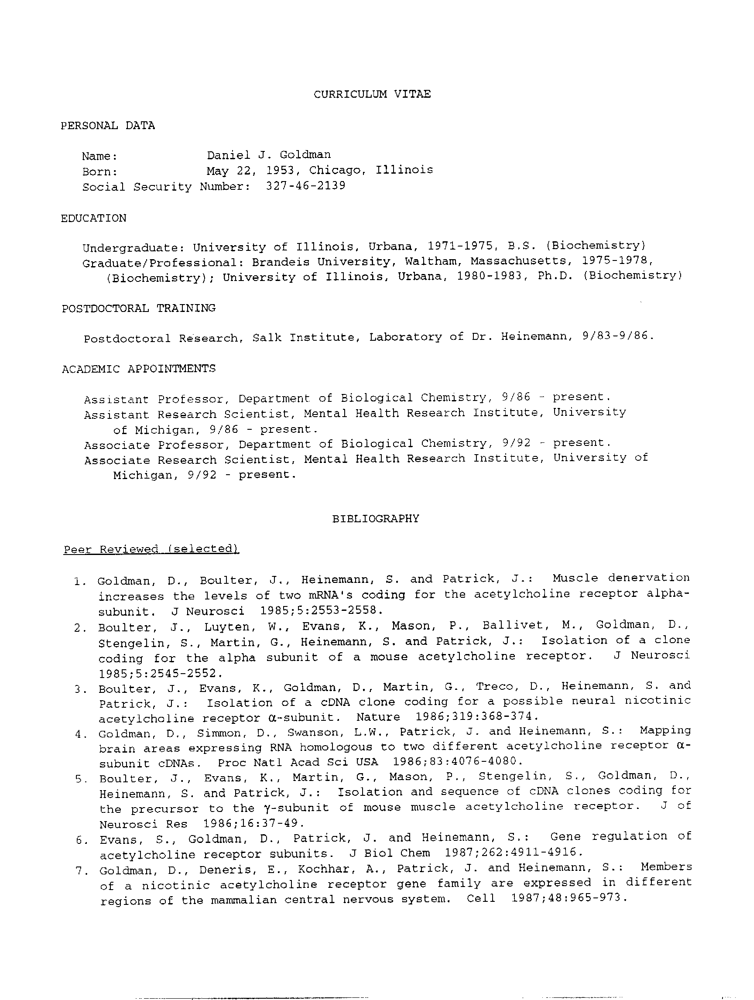 CURRICULUM VITAE
PERSONAL DATA
Name: Daniel J. Goldman
Born: May 22, 1953, Chicago, Illinois
Social Security Number: 327-46-2139
EDUCATION
Undergraduate: University of Illinois, Urbana, 1971-1975, B.S. (Biochemistry)
Graduate/Professional: Brandeis University, Waltham, Massachusetts, 1975-1978,
(Biochemistry); University of Illinois, Urbana, 1980-1983, Ph.D. (Biochemistry)
POSTDOCTORAL TRAINING
Postdoctoral Research, Salk Institute, Laboratory of Dr. Heinemann, 9/83-9/86.
ACADEMIC APPOINTMENTS
Assistant Professor, Department of Biological Chemistry, 9/86 - present.
Assistant Research Scientist, Mental Health Research Institute, University
of Michigan, 9/86 - present.
Associate Professor, Department of Biological Chemistry, 9/92 - present.
Associate Research Scientist, Mental Health Research Institute, University of
Michigan, 9/92 - present.
BIBLIOGRAPHY
Peer Reviewed (selected)
1. Goldman, D., Boulter, J., Heinemann, S. and Patrick, J.: Muscle denervation
increases the levels of two mRNA's coding for the acetylcholine receptor alpha-
subunit. J Neurosci 1985;5:2553-2558.
2. Boulter, J., Luyten, W., Evans, K., Mason, P., Ballivet, M., Goldman, D.,
Stengelin, S., Martin, G., Heinemann, S. and Patrick, J.: Isolation of a clone
coding for the alpha subunit of a mouse acetylcholine receptor. J Neurosci
1985;5:2545-2552.
3. Boulter, J., Evans, K., Goldman, D., Martin, G., Treco, D., Heinemann, S. and
Patrick, J.: Isolation of a cDNA clone coding for a possible neural nicotinic
acetylcholine receptor α-subunit. Nature 1986;319:368-374.
4. Goldman, D., Simmon, D., Swanson, L.W., Patrick, J. and Heinemann, S.: Mapping
brain areas expressing RNA homologous to two different acetylcholine receptor α-
subunit cDNAs. Proc Natl Acad Sci USA 1986;83:4076-4080.
5. Boulter, J., Evans, K., Martin, G., Mason, P., Stengelin, S., Goldman, D.,
Heinemann, S. and Patrick, J.: Isolation and sequence of cDNA clones coding for
the precursor to the γ-subunit of mouse muscle acetylcholine receptor. J of
Neurosci Res 1986;16:37-49.
6. Evans, S., Goldman, D., Patrick, J. and Heinemann, S.: Gene regulation of
acetylcholine receptor subunits. J Biol Chem 1987;262:4911-4916.
7. Goldman, D., Deneris, E., Kochhar, A., Patrick, J. and Heinemann, S.: Members
of a nicotinic acetylcholine receptor gene family are expressed in different
regions of the mammalian central nervous system. Cell 1987;48:965-973.